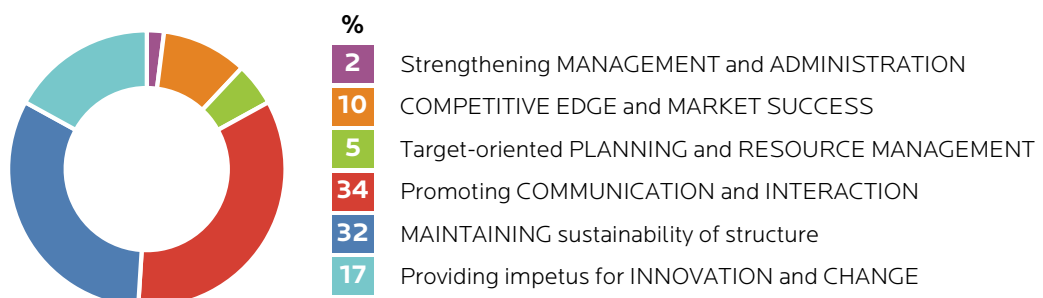 %
2 Strengthening MANAGEMENT and ADMINISTRATION
10 COMPETITIVE EDGE and MARKET SUCCESS
5 Target-oriented PLANNING and RESOURCE MANAGEMENT
34 Promoting COMMUNICATION and INTERACTION
32 MAINTAINING sustainability of structure
17 Providing impetus for INNOVATION and CHANGE